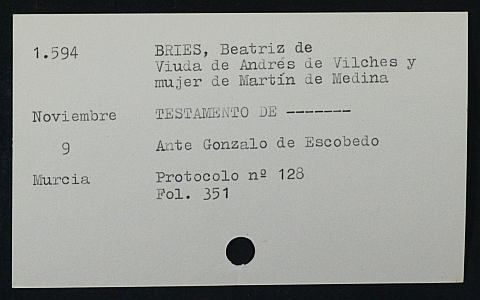 1.594 BRIES, Beatriz de
Viuda de Andrés de Vilches y
mujer de Martín de Medina
Noviembre TESTAMENTO DE -------
9 Ante Gonzalo de Escobedo
Murcia Protocolo nº 128
Fol. 351